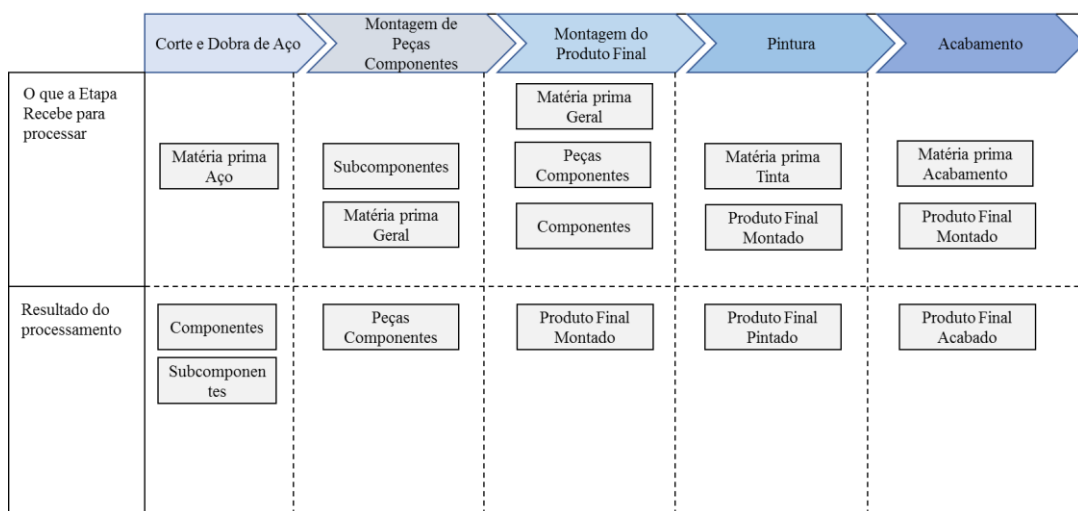 Corte e Dobra de Aço
Montagem de
Peças
Componentes
Montagem do
Produto Final
Pintura
Acabamento
O que a Etapa
Recebe para
processar
Matéria prima
Aço
Subcomponentes
Matéria prima
Geral
Matéria prima
Geral
Peças
Componentes
Componentes
Matéria prima
Tinta
Produto Final
Montado
Matéria prima
Acabamento
Produto Final
Montado
Resultado do
processamento
Componentes
Subcomponen
tes
Peças
Componentes
Produto Final
Montado
Produto Final
Pintado
Produto Final
Acabado